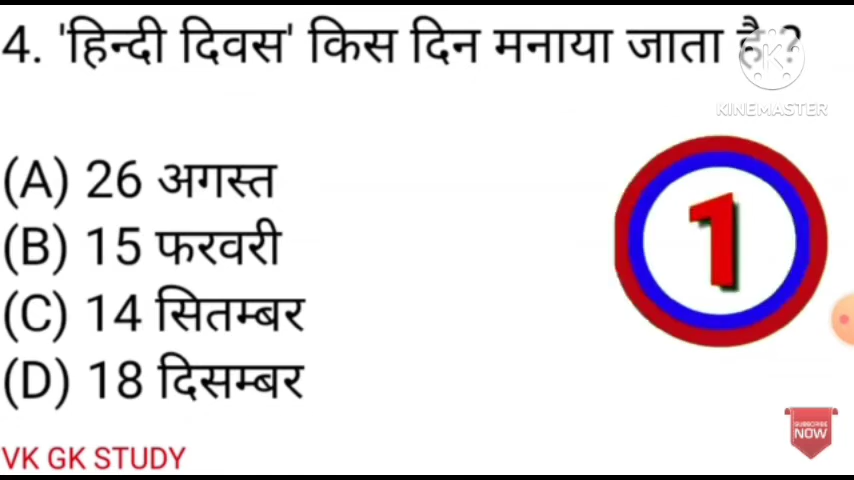 4. 'हिन्दी दिवस' किस दिन मनाया जाता है?
KINEMASTER
(A) 26 अगस्त
(B) 15 फरवरी
1
(C) 14 सितम्बर
(D) 18 दिसम्बर
SUBSCRIBE
NOW
VK GK STUDY